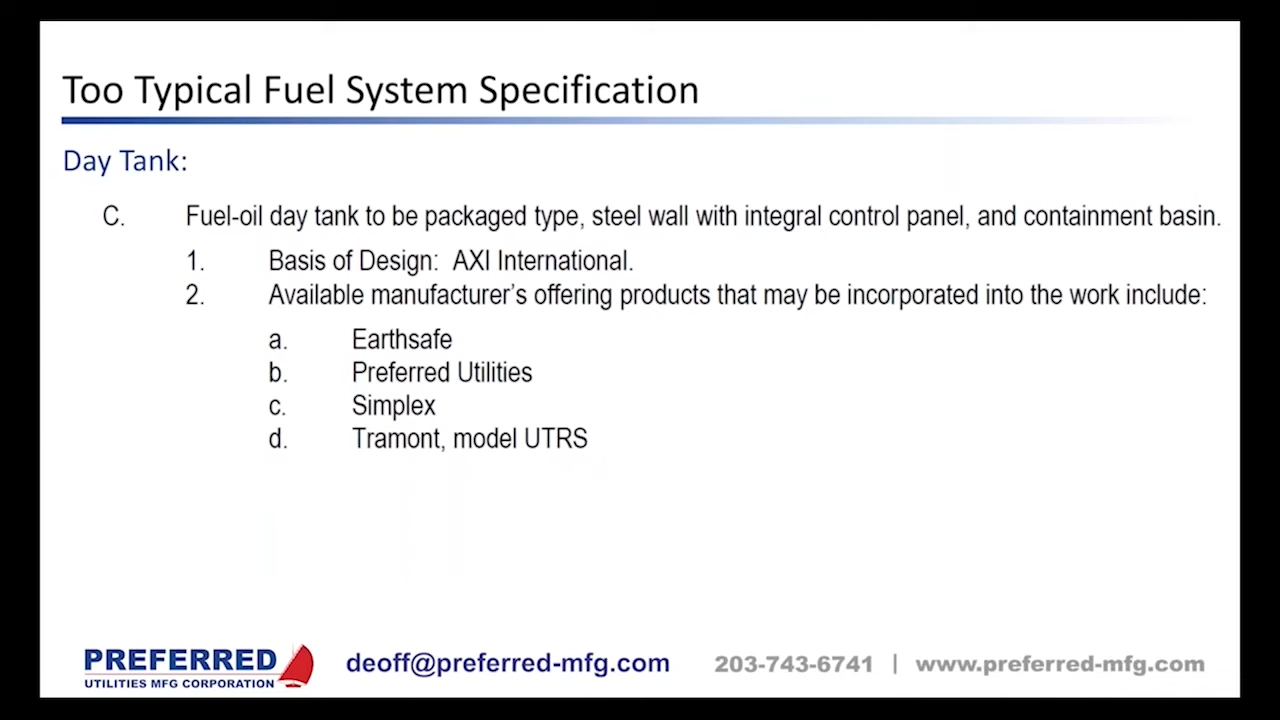 Too Typical Fuel System Specification
Day Tank:
C. Fuel-oil day tank to be packaged type, steel wall with integral control panel, and containment basin.
1. Basis of Design: AXI International.
2. Available manufacturer's offering products that may be incorporated into the work include:
a. Earthsafe
b. Preferred Utilities
c. Simplex
d. Tramont, model UTRS
PREFERRED
UTILITIES MFG CORPORATION
deoff@preferred-mfg.com
203-743-6741 | www.preferred-mfg.com